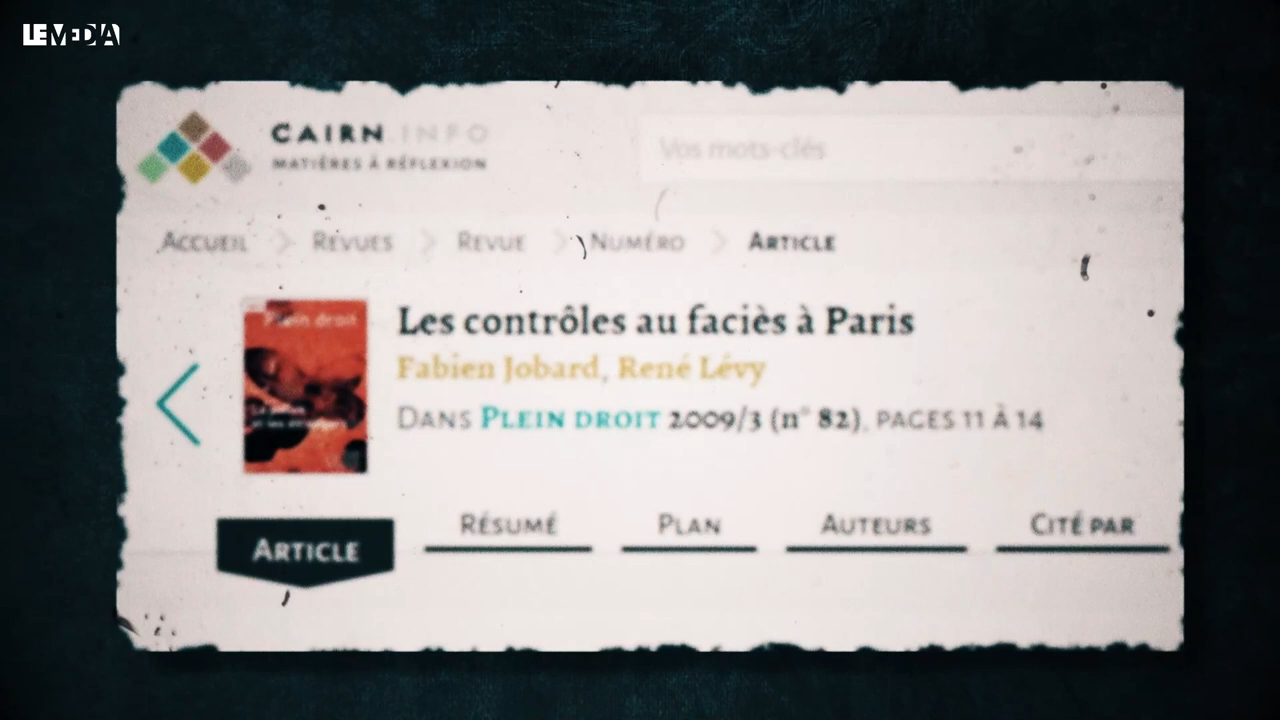 LEMEDIA
CAIRN.INFO
MATIÈRES À RÉFLEXION
Vos mots-clés
ACCUEIL REVUES REVUE NUMÉRO ARTICLE
Plein droit
Les contrôles au faciès à Paris
Fabien Jobard, René Lévy
DANS PLEIN DROIT 2009/3 (n° 82), PAGES 11 À 14
ARTICLE RÉSUMÉ PLAN AUTEURS CITÉ PAR